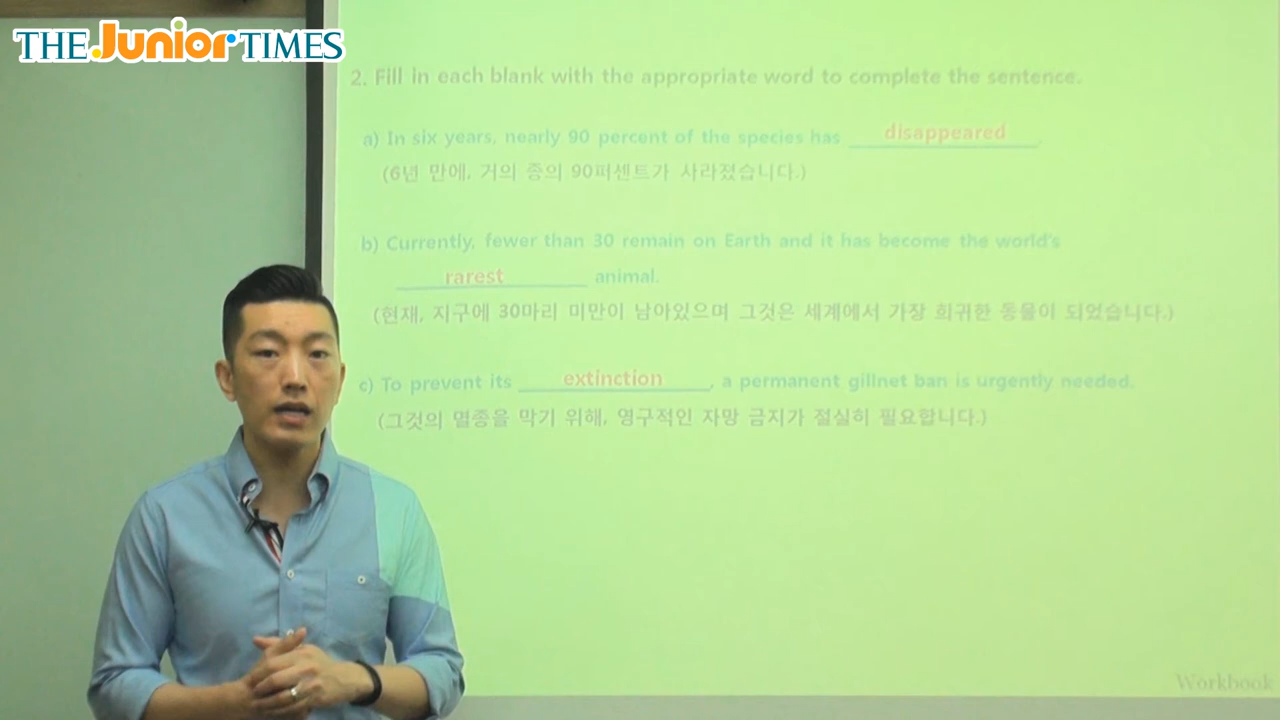 THE Junior TIMES
2. Fill in each blank with the appropriate word to complete the sentence.
a) In six years, nearly 90 percent of the species has disappeared.
(6년 만에, 거의 종의 90퍼센트가 사라졌습니다.)
b) Currently, fewer than 30 remain on Earth and it has become the world's
rarest animal.
(현재, 지구에 30마리 미만이 남아있으며 그것은 세계에서 가장 희귀한 동물이 되었습니다.)
c) To prevent its extinction, a permanent gillnet ban is urgently needed.
(그것의 멸종을 막기 위해, 영구적인 자망 금지가 절실히 필요합니다.)
Workbook